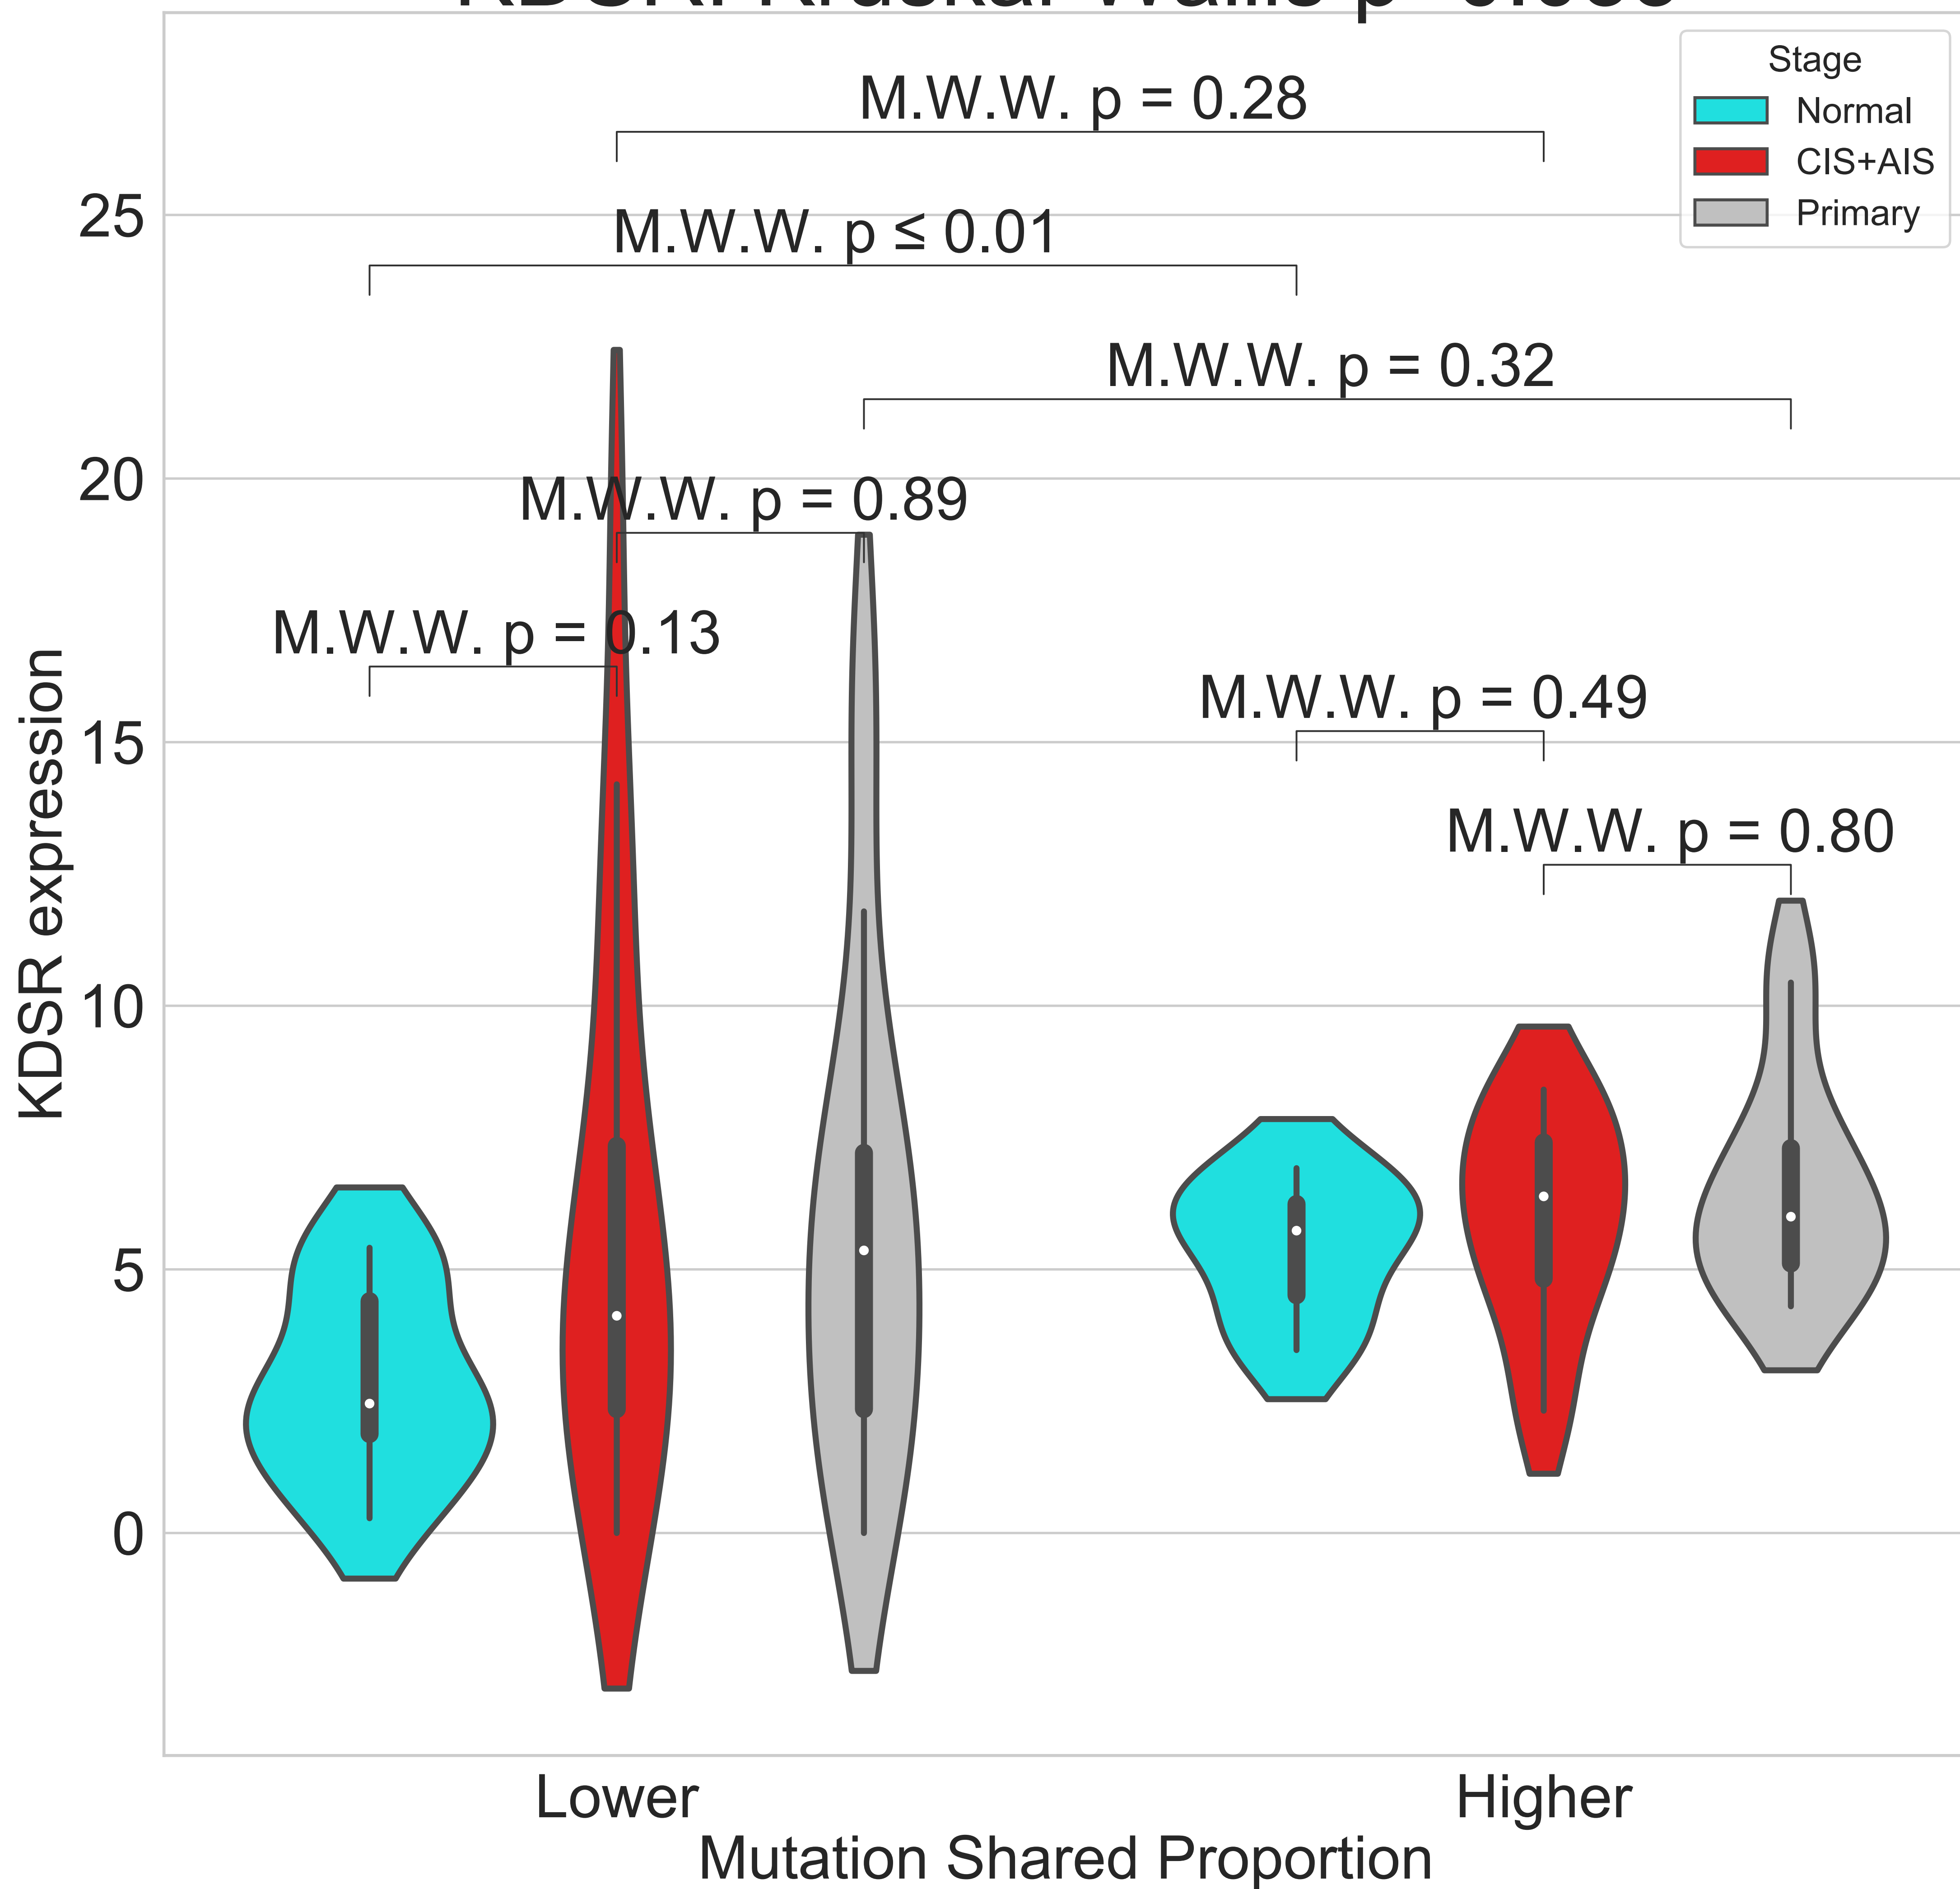 Stage
Normal
CIS+AIS
Primary
M.W.W. p = 0.28
M.W.W. p ≤ 0.01
M.W.W. p = 0.32
M.W.W. p = 0.89
M.W.W. p = 0.13
M.W.W. p = 0.49
M.W.W. p = 0.80
KDSR expression
25
20
15
10
5
0
Lower
Higher
Mutation Shared Proportion